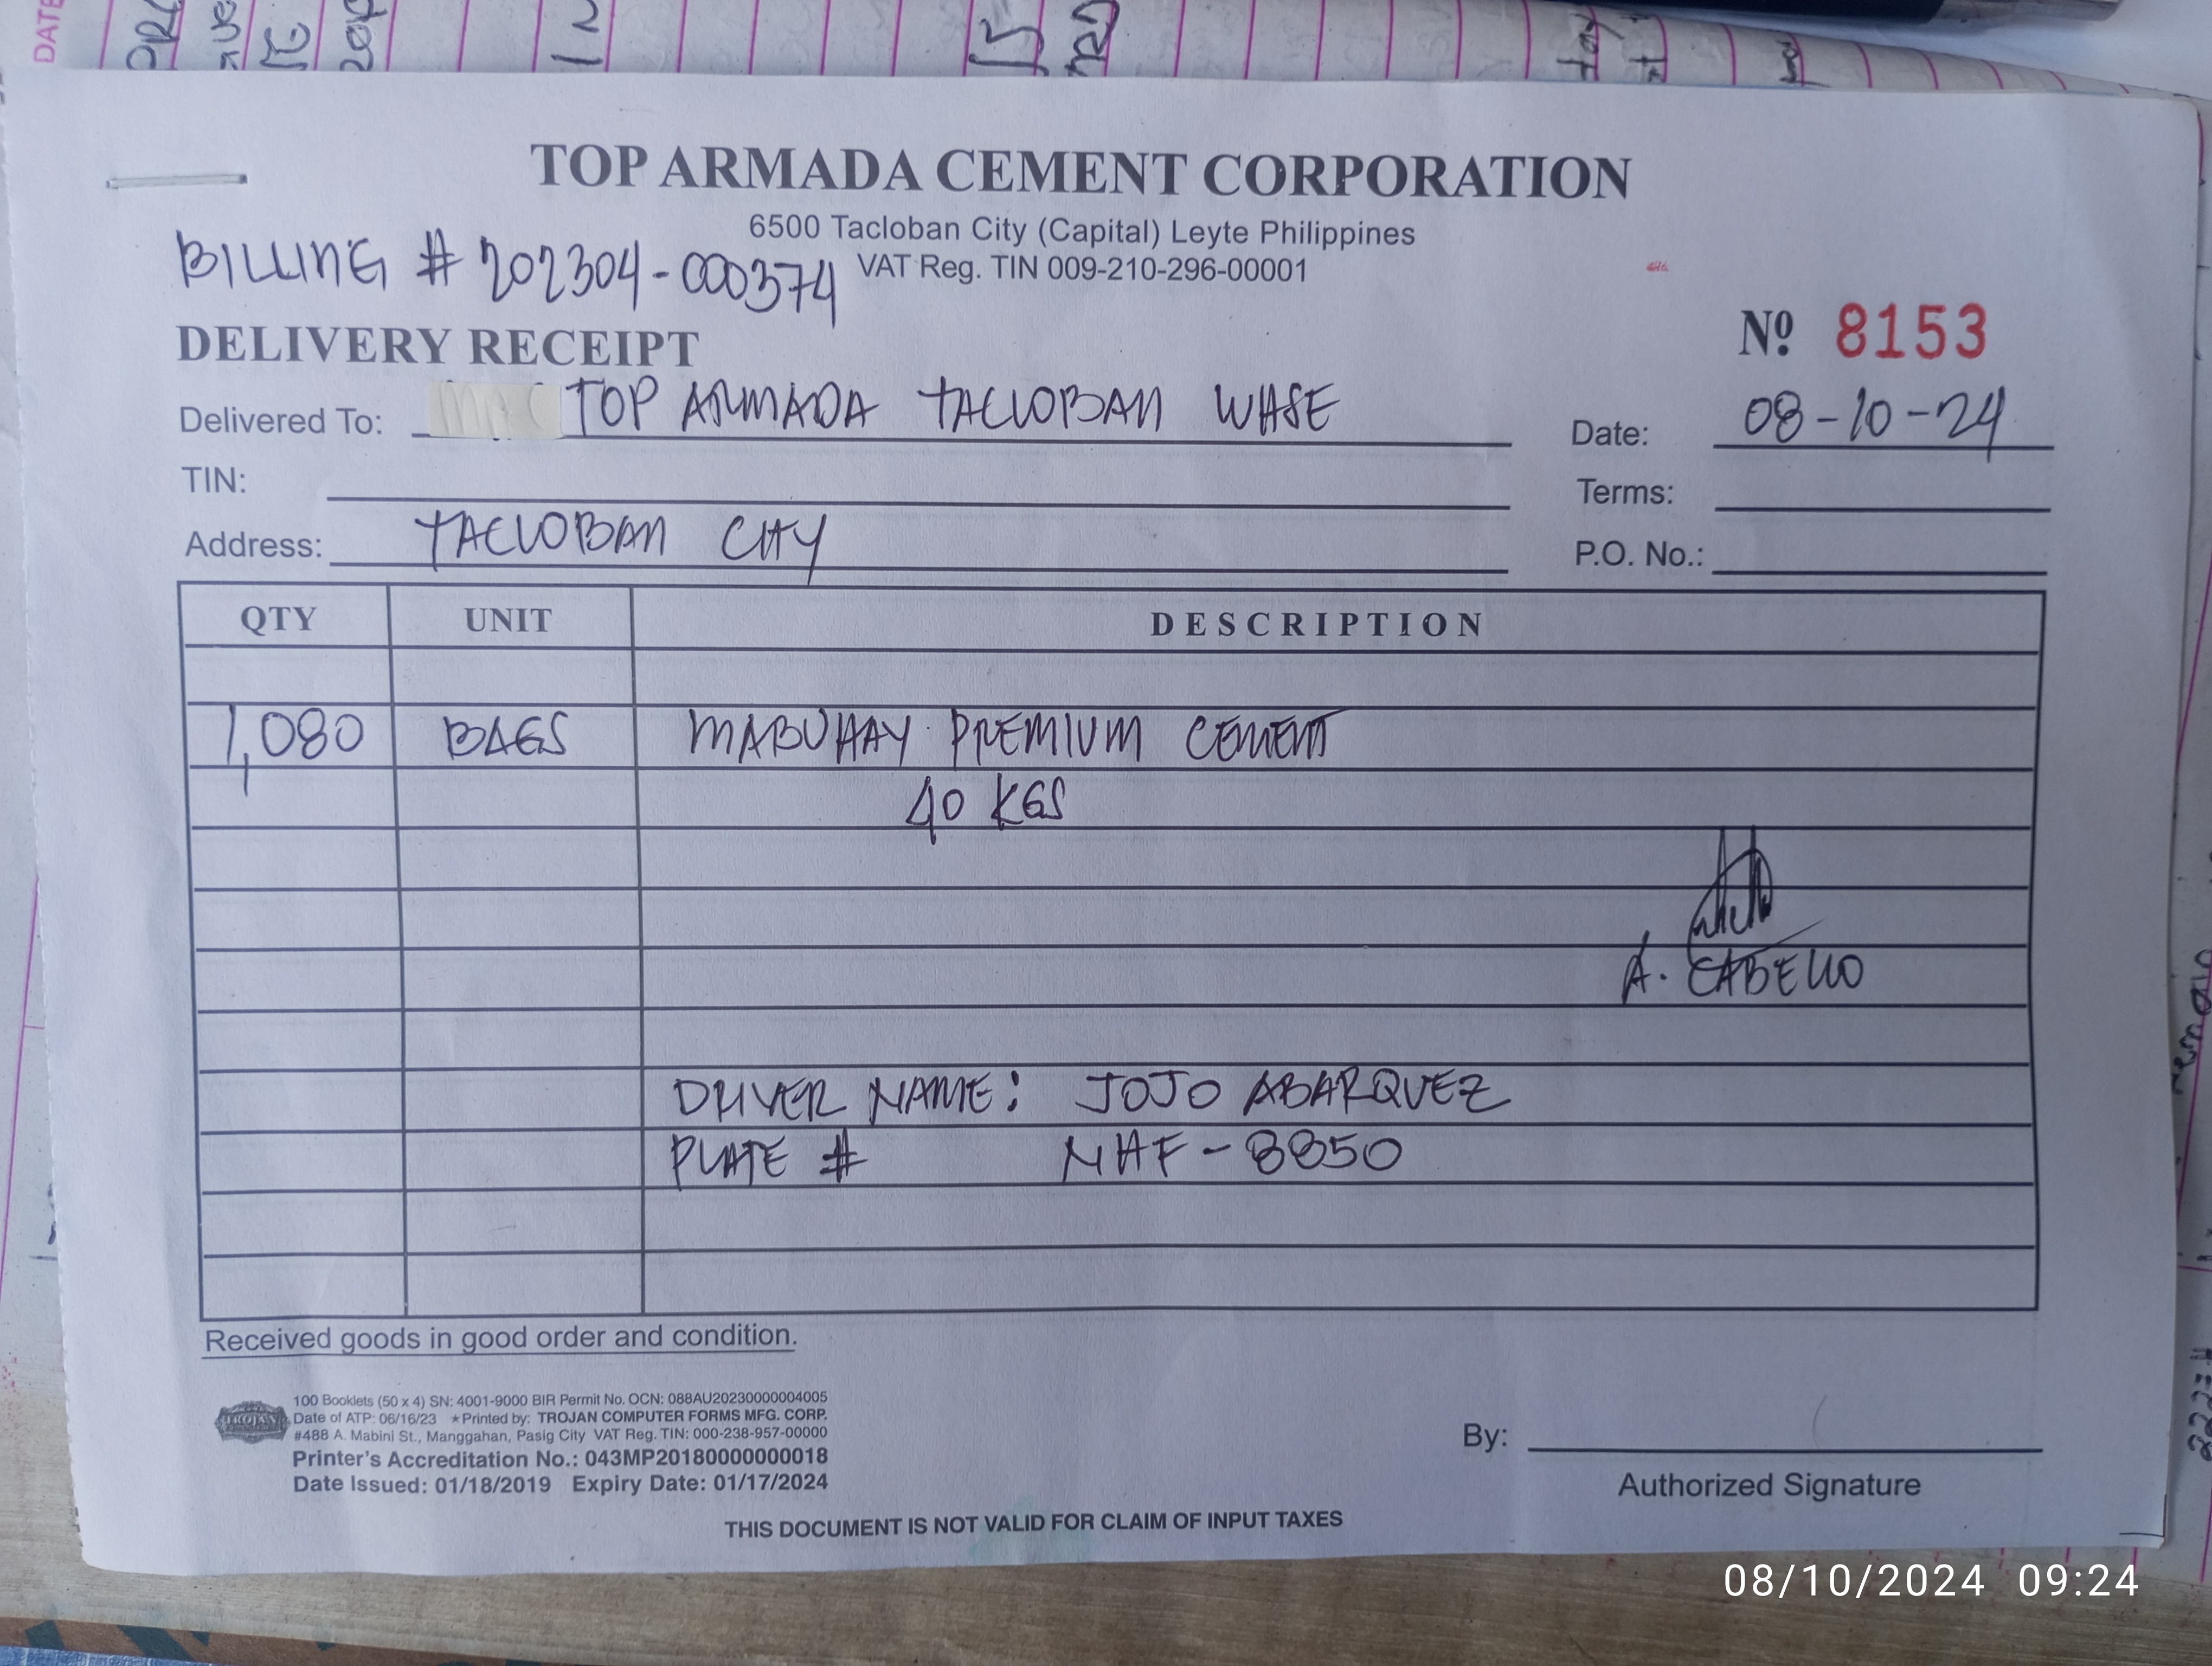 TOP ARMADA CEMENT CORPORATION
6500 Tacloban City (Capital) Leyte Philippines
VAT Reg. TIN 009-210-296-00001
BILLING # 202304-000374
DELIVERY RECEIPT
Nº 8153
Delivered To: TOP ARMADA TACLOBAN WHSE
Date: 08-10-24
TIN:
Terms:
Address: TACLOBAN CITY
P.O. No.:
QTY UNIT DESCRIPTION
1,080 BAGS MABUHAY PREMIUM CEMENT
40 KGS
A. CABELLO
DRIVER NAME: JOJO ABARQUEZ
PLATE # NHF-8850
Received goods in good order and condition.
TROJAN
100 Booklets (50 x 4) SN: 4001-9000 BIR Permit No. OCN: 088AU20230000004005
Date of ATP: 06/16/23 ★Printed by: TROJAN COMPUTER FORMS MFG. CORP.
#488 A. Mabini St., Manggahan, Pasig City VAT Reg. TIN: 000-238-957-00000
Printer's Accreditation No.: 043MP20180000000018
Date Issued: 01/18/2019 Expiry Date: 01/17/2024
By:
Authorized Signature
THIS DOCUMENT IS NOT VALID FOR CLAIM OF INPUT TAXES
08/10/2024 09:24
DATE